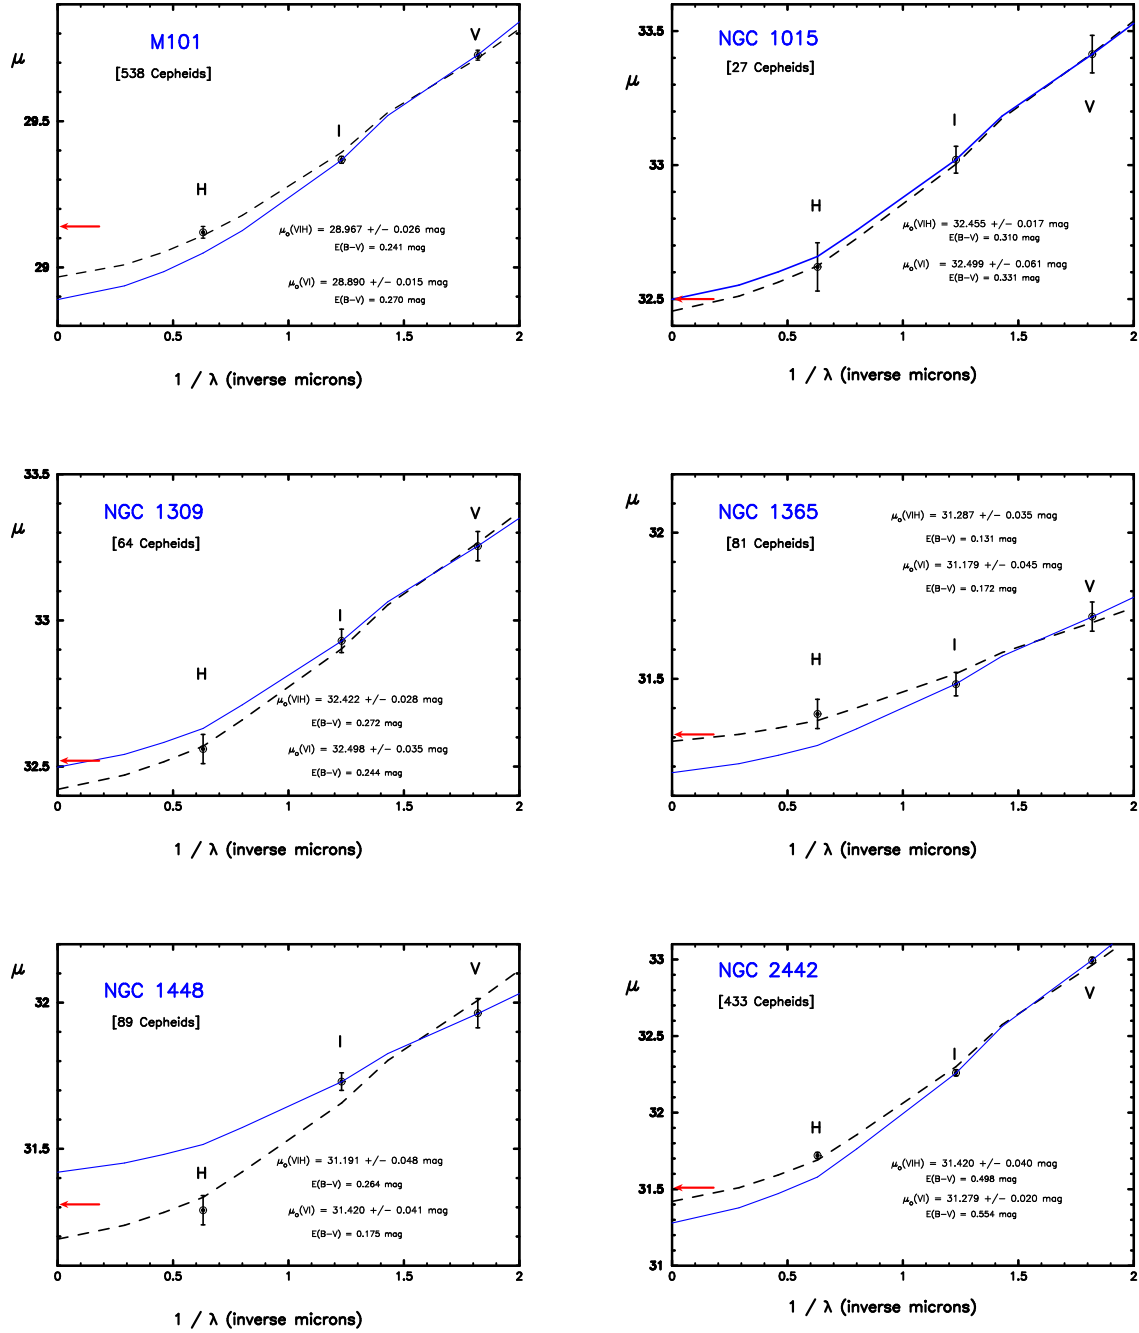 M101
[538 Cepheids]
μ
V
I
H
29.5
29
μo(VIH) = 28.967 +/− 0.026 mag
E(B−V) = 0.241 mag
μo(VI) = 28.890 +/− 0.015 mag
E(B−V) = 0.270 mag
0 0.5 1 1.5 2
1 / λ (inverse microns)
NGC 1015
[27 Cepheids]
μ
V
I
H
33.5
33
32.5
μo(VIH) = 32.455 +/− 0.017 mag
E(B−V) = 0.310 mag
μo(VI) = 32.499 +/− 0.061 mag
E(B−V) = 0.331 mag
0 0.5 1 1.5 2
1 / λ (inverse microns)
NGC 1309
[64 Cepheids]
μ
V
I
H
33.5
33
32.5
μo(VIH) = 32.422 +/− 0.028 mag
E(B−V) = 0.272 mag
μo(VI) = 32.498 +/− 0.035 mag
E(B−V) = 0.244 mag
0 0.5 1 1.5 2
1 / λ (inverse microns)
NGC 1365
[81 Cepheids]
μ
V
I
H
32
31.5
μo(VIH) = 31.287 +/− 0.035 mag
E(B−V) = 0.131 mag
μo(VI) = 31.179 +/− 0.045 mag
E(B−V) = 0.172 mag
0 0.5 1 1.5 2
1 / λ (inverse microns)
NGC 1448
[89 Cepheids]
μ
V
I
H
32
31.5
μo(VIH) = 31.191 +/− 0.048 mag
E(B−V) = 0.264 mag
μo(VI) = 31.420 +/− 0.041 mag
E(B−V) = 0.175 mag
0 0.5 1 1.5 2
1 / λ (inverse microns)
NGC 2442
[433 Cepheids]
μ
V
I
H
33
32.5
32
31.5
31
μo(VIH) = 31.420 +/− 0.040 mag
E(B−V) = 0.498 mag
μo(VI) = 31.279 +/− 0.020 mag
E(B−V) = 0.554 mag
0 0.5 1 1.5 2
1 / λ (inverse microns)